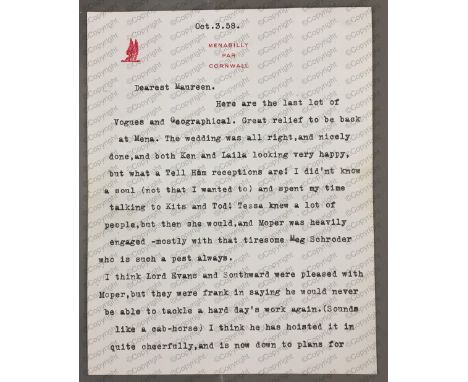 Oct.3.58.
MENABILLY
PAR
CORNWALL
Dearest Maureen.
Here are the last lot of
Vogues and Geographical. Great relief to be back
at Mena. The wedding was all right,and nicely
done,and both Ken and Laila looking very happy,
but what a Tell Him receptions are! I did'nt know
a soul (not that I wanted to) and spent my time
talking to Kits and Tod! Tessa knew a lot of
people,but then she would,and Moper was heavily
engaged -mostly with that tiresome Meg Schroder
who is such a pest always.
I think Lord Evans and Southward were pleased with
Moper,but they were frank in saying he would never
be able to tackle a hard day's work again.(Sounds
like a cab-horse) I think he has hoisted it in
quite cheerfully,and is now down to plans for